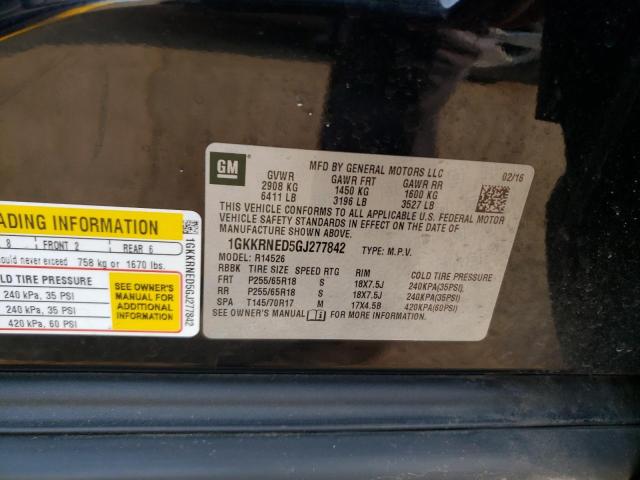 GM
MFD BY GENERAL MOTORS LLC
02/16
GVWR GAWR FRT GAWR RR
2908 KG 1450 KG 1600 KG
6411 LB 3196 LB 3527 LB
THIS VEHICLE CONFORMS TO ALL APPLICABLE U.S. FEDERAL MOTOR
VEHICLE SAFETY STANDARDS IN EFFECT ON THE DATE OF
MANUFACTURE SHOWN ABOVE.
1GKKRNED5GJ277842 TYPE: M.P.V.
MODEL: R14526
RBBK TIRE SIZE SPEED RTG RIM COLD TIRE PRESSURE
FRT P255/65R18 S 18X7.5J 240KPA(35PSI),
RR P255/65R18 S 18X7.5J 240KPA(35PSI)
SPA T145/70R17 M 17X4.5B 420KPA(60PSI)
SEE OWNER'S MANUAL FOR MORE INFORMATION.
ADING INFORMATION
8 FRONT 2 REAR 6
ould never exceed 758 kg or 1670 lbs.
OLD TIRE PRESSURE
240 kPa, 35 PSI
240 kPa, 35 PSI
420 kPa, 60 PSI
SEE OWNER'S
MANUAL FOR
ADDITIONAL
INFORMATION
1GKKRNED5GJ277842